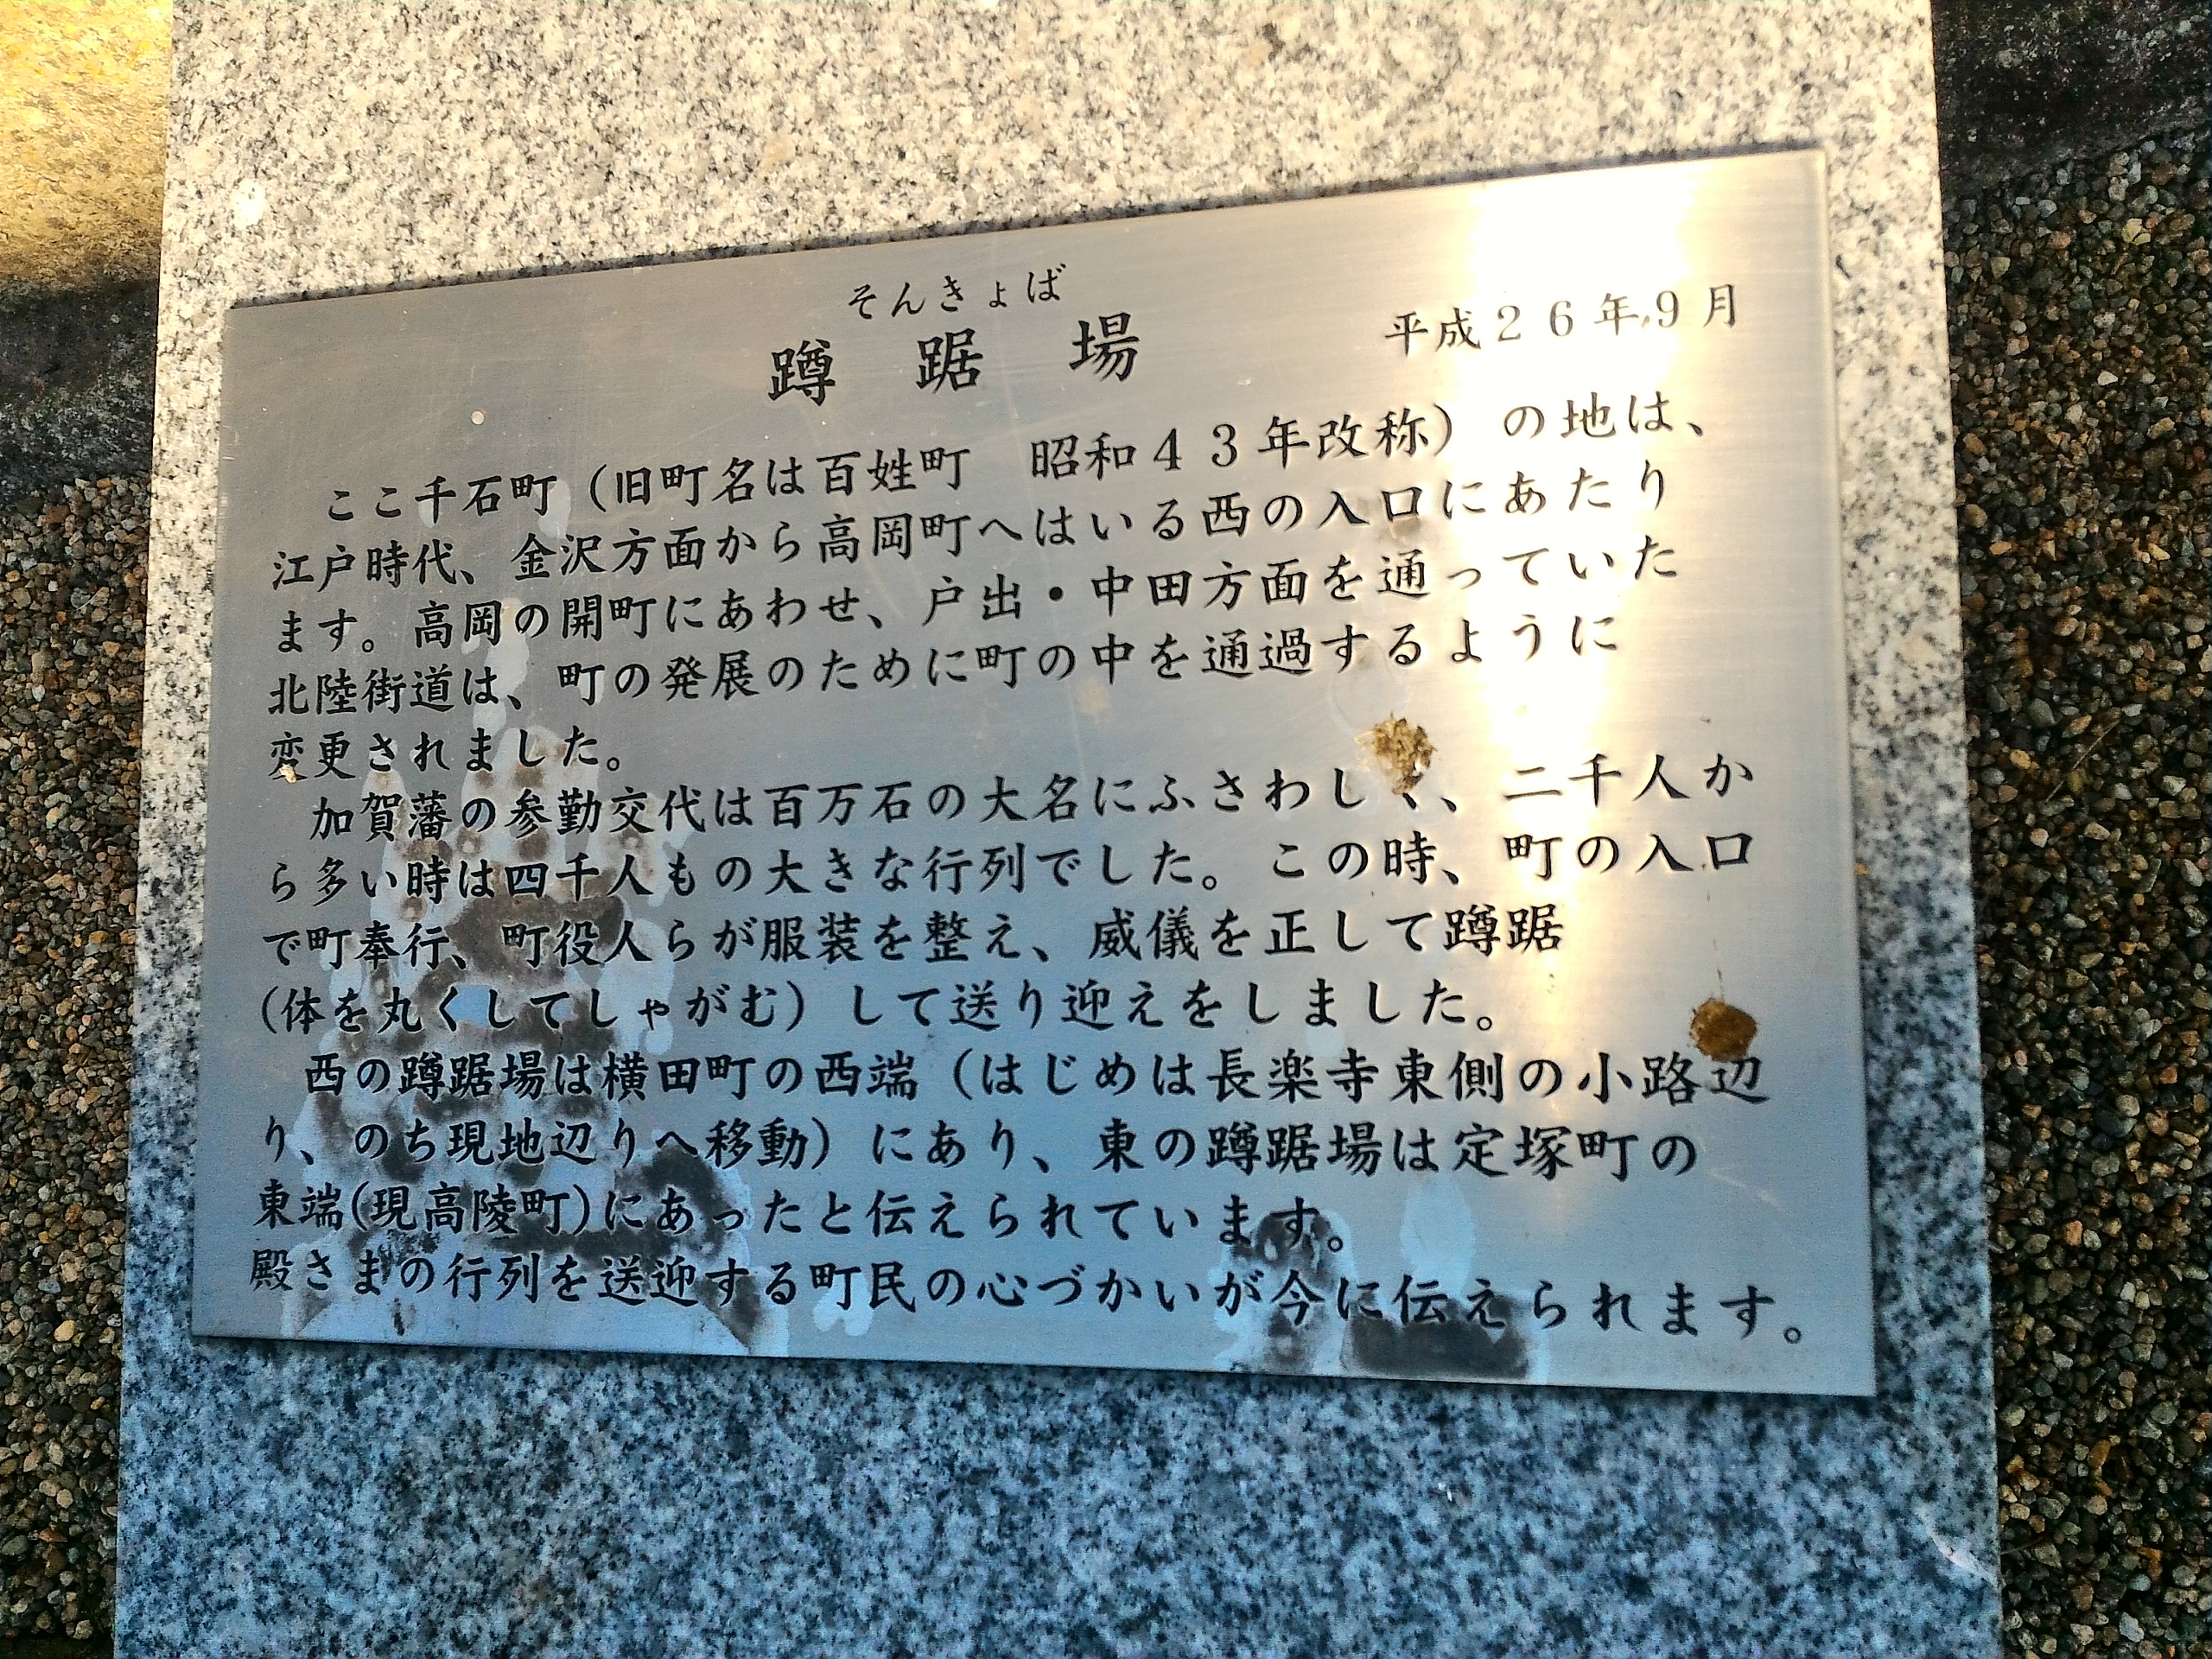 そんきょば
蹲踞場
平成26年9月
ここ千石町（旧町名は百姓町　昭和43年改称）の地は、
江戸時代、金沢方面から高岡町へはいる西の入口にあたり
ます。高岡の開町にあわせ、戸出・中田方面を通っていた
北陸街道は、町の発展のために町の中を通過するように
変更されました。
加賀藩の参勤交代は百万石の大名にふさわしく、二千人か
ら多い時は四千人もの大きな行列でした。この時、町の入口
で町奉行、町役人らが服装を整え、威儀を正して蹲踞
（体を丸くしてしゃがむ）して送り迎えをしました。
西の蹲踞場は横田町の西端（はじめは長楽寺東側の小路辺
り、のち現地辺りへ移動）にあり、東の蹲踞場は定塚町の
東端(現高陵町)にあったと伝えられています。
殿さまの行列を送迎する町民の心づかいが今に伝えられます。